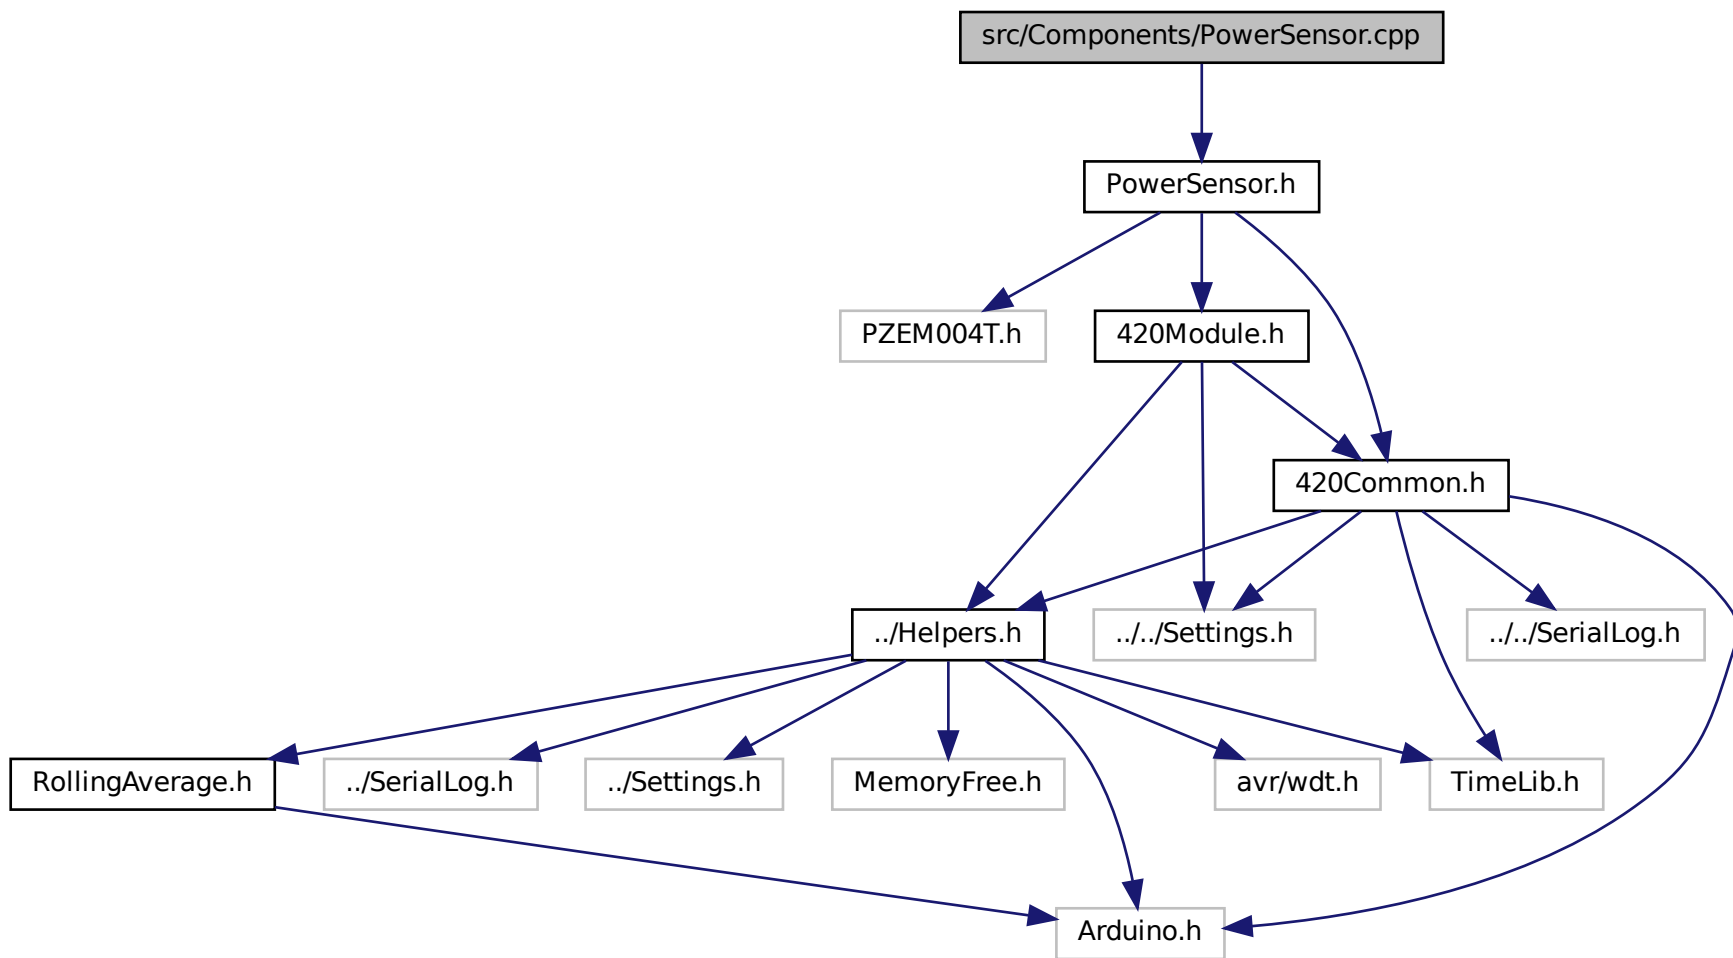 src/Components/PowerSensor.cpp
PowerSensor.h
PZEM004T.h
420Module.h
420Common.h
../Helpers.h
../../Settings.h
../../SerialLog.h
RollingAverage.h
../SerialLog.h
../Settings.h
MemoryFree.h
avr/wdt.h
TimeLib.h
Arduino.h